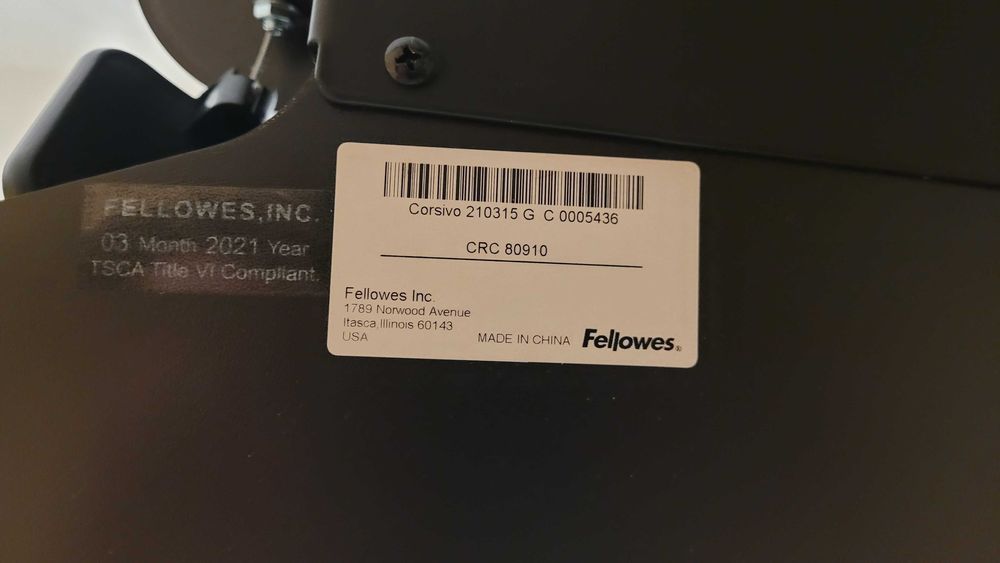 FELLOWES,INC.
03 Month 2021 Year
TSCA Title VI Compliant.
Corsivo 210315 G C 0005436
CRC 80910
Fellowes Inc.
1789 Norwood Avenue
Itasca,Illinois 60143
USA
MADE IN CHINA
Fellowes®